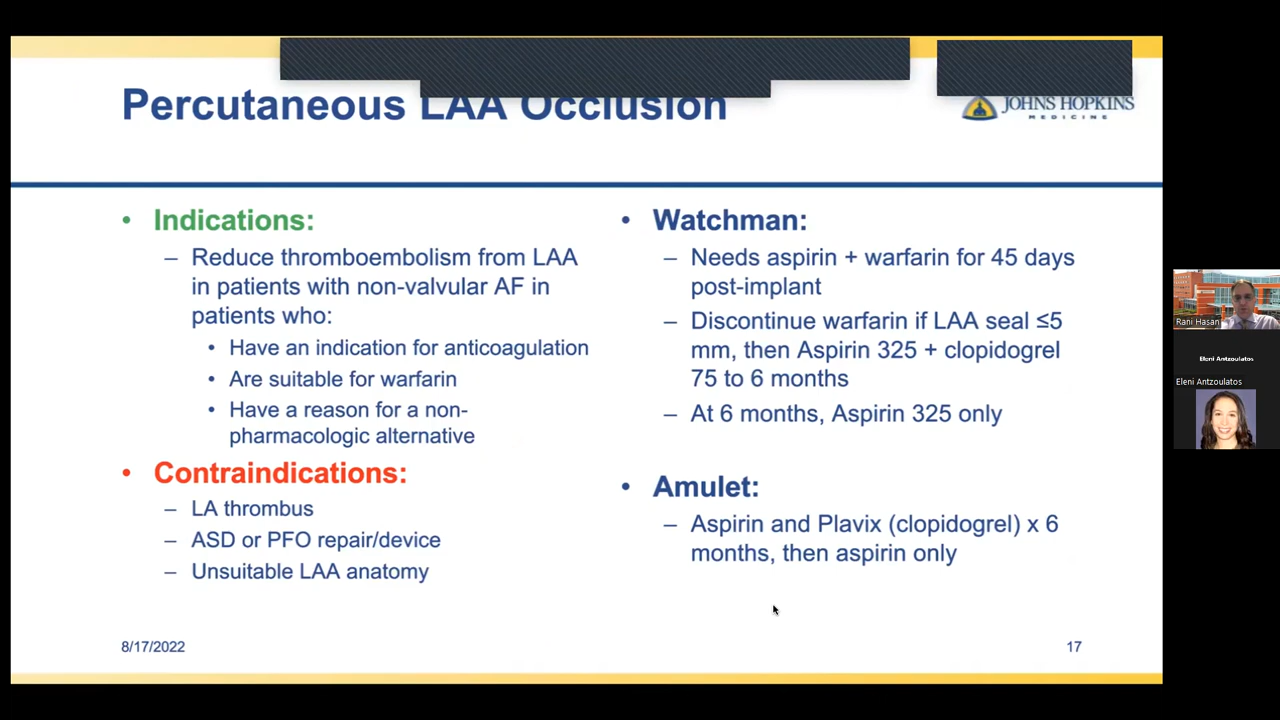 Percutaneous LAA Occlusion
JOHNS HOPKINS
MEDICINE
• Indications:
– Reduce thromboembolism from LAA
in patients with non-valvular AF in
patients who:
• Have an indication for anticoagulation
• Are suitable for warfarin
• Have a reason for a non-
pharmacologic alternative
• Contraindications:
– LA thrombus
– ASD or PFO repair/device
– Unsuitable LAA anatomy
• Watchman:
– Needs aspirin + warfarin for 45 days
post-implant
– Discontinue warfarin if LAA seal ≤5
mm, then Aspirin 325 + clopidogrel
75 to 6 months
– At 6 months, Aspirin 325 only
• Amulet:
– Aspirin and Plavix (clopidogrel) x 6
months, then aspirin only
8/17/2022
17
Rani Hasan
Eleni Antzoulatos
Eleni Antzoulatos